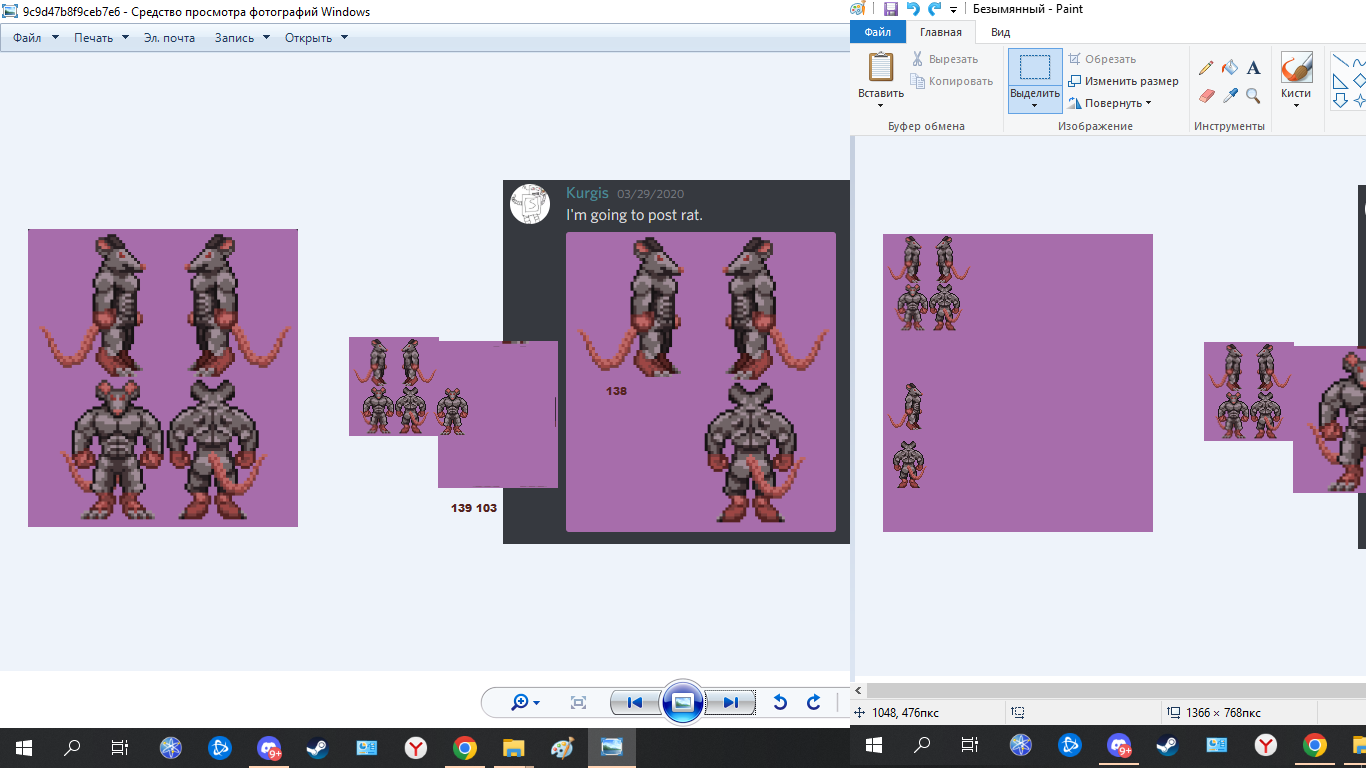 9c9d47b8f9ceb7e6 - Средство просмотра фотографий Windows
Файл Печать Эл. почта Запись Открыть
Kurgis 03/29/2020
I'm going to post rat.
138
139 103
9+
Безымянный - Paint
Файл Главная Вид
Вставить
Вырезать
Копировать
Буфер обмена
Выделить
Обрезать
Изменить размер
Повернуть
Изображение
A
Инструменты
Кисти
1048, 476пкс
1366 × 768пкс
9+